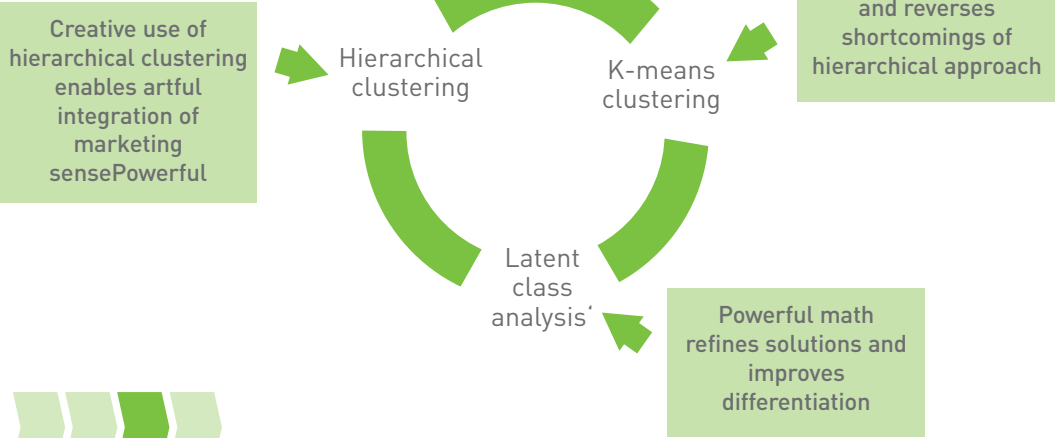 Creative use of
hierarchical clustering
enables artful
integration of
marketing
sensePowerful
Hierarchical
clustering
K-means
clustering
and reverses
shortcomings of
hierarchical approach
Latent
class
analysis‘
Powerful math
refines solutions and
improves
differentiation